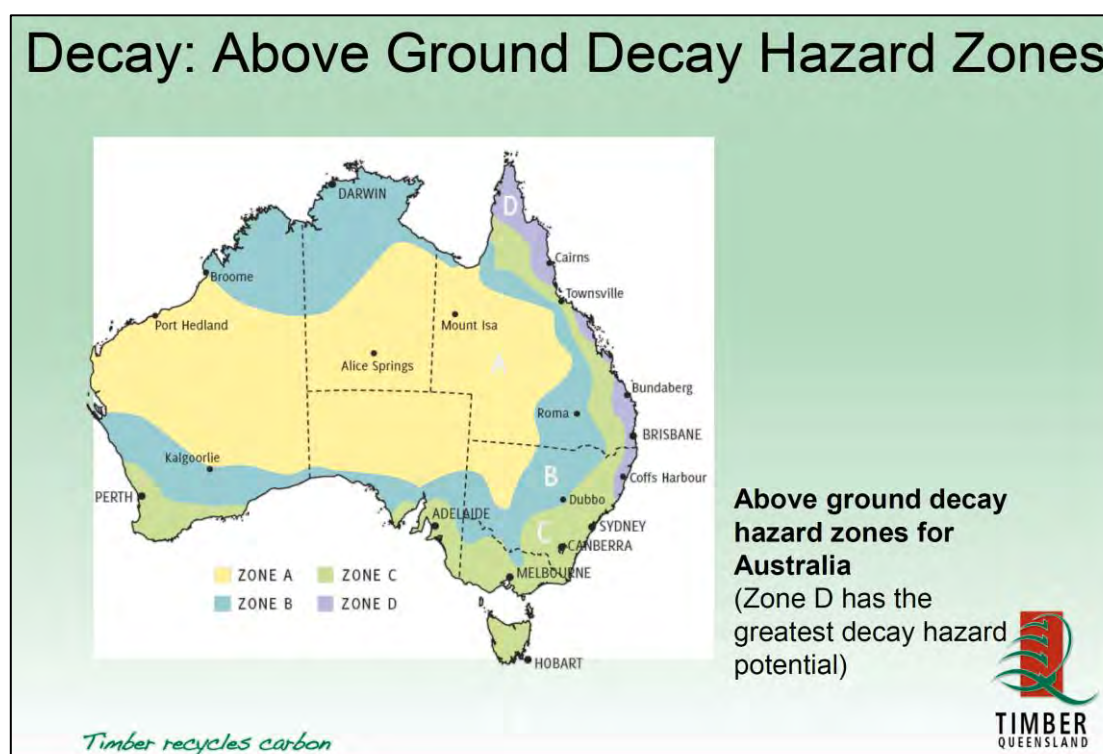 Decay: Above Ground Decay Hazard Zones
D
DARWIN
Cairns
Broome
Townsville
Port Hedland
Mount Isa
Alice Springs
A
Bundaberg
Roma
BRISBANE
Kalgoorlie
B
Coffs Harbour
PERTH
Dubbo
ADELAIDE
SYDNEY
C
CANBERRA
MELBOURNE
ZONE A
ZONE C
ZONE B
ZONE D
HOBART
Above ground decay
hazard zones for
Australia
(Zone D has the
greatest decay hazard
potential)
Timber recycles carbon
TIMBER
QUEENSLAND